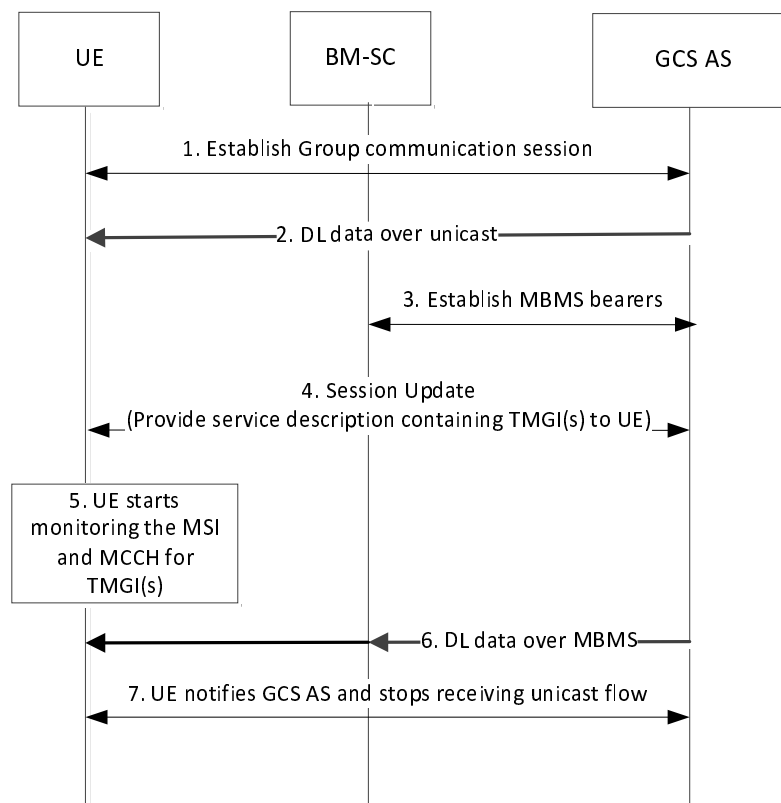 UE
BM-SC
GCS AS
1. Establish Group communication session
2. DL data over unicast
3. Establish MBMS bearers
4. Session Update
(Provide service description containing TMGI(s) to UE)
5. UE starts
monitoring the MSI
and MCCH for
TMGI(s)
6. DL data over MBMS
7. UE notifies GCS AS and stops receiving unicast flow